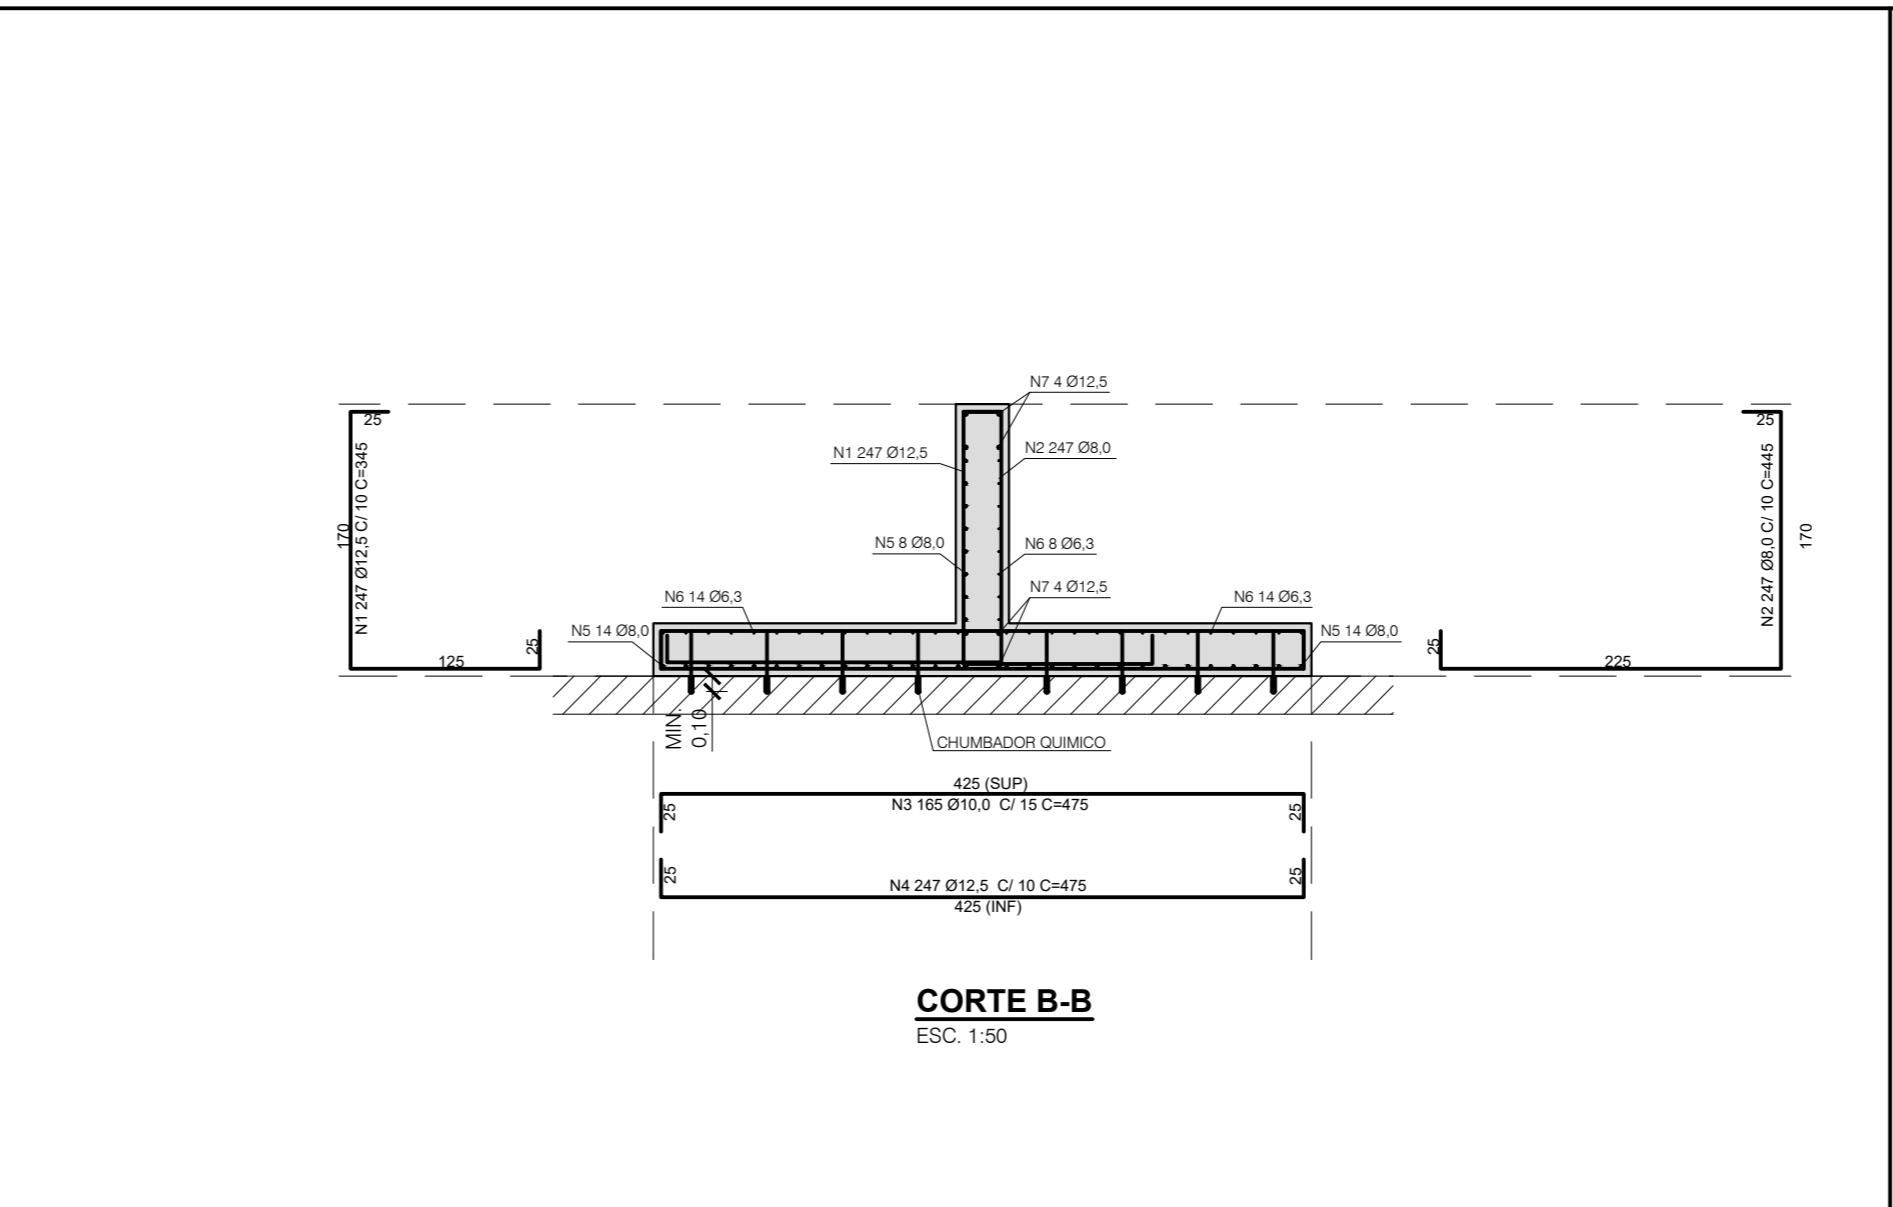 N7 4 Ø12,5
25
25
N1 247 Ø12,5 C/ 10 C=345
170
N1 247 Ø12,5
N2 247 Ø8,0
N2 247 Ø8,0 C/ 10 C=445
170
N5 8 Ø8,0
N6 8 Ø6,3
N7 4 Ø12,5
N6 14 Ø6,3
N6 14 Ø6,3
N5 14 Ø8,0
N5 14 Ø8,0
25
125
25
225
MIN.
0,10
CHUMBADOR QUIMICO
425 (SUP)
N3 165 Ø10,0 C/ 15 C=475
25
25
25
25
N4 247 Ø12,5 C/ 10 C=475
425 (INF)
CORTE B-B
ESC. 1:50